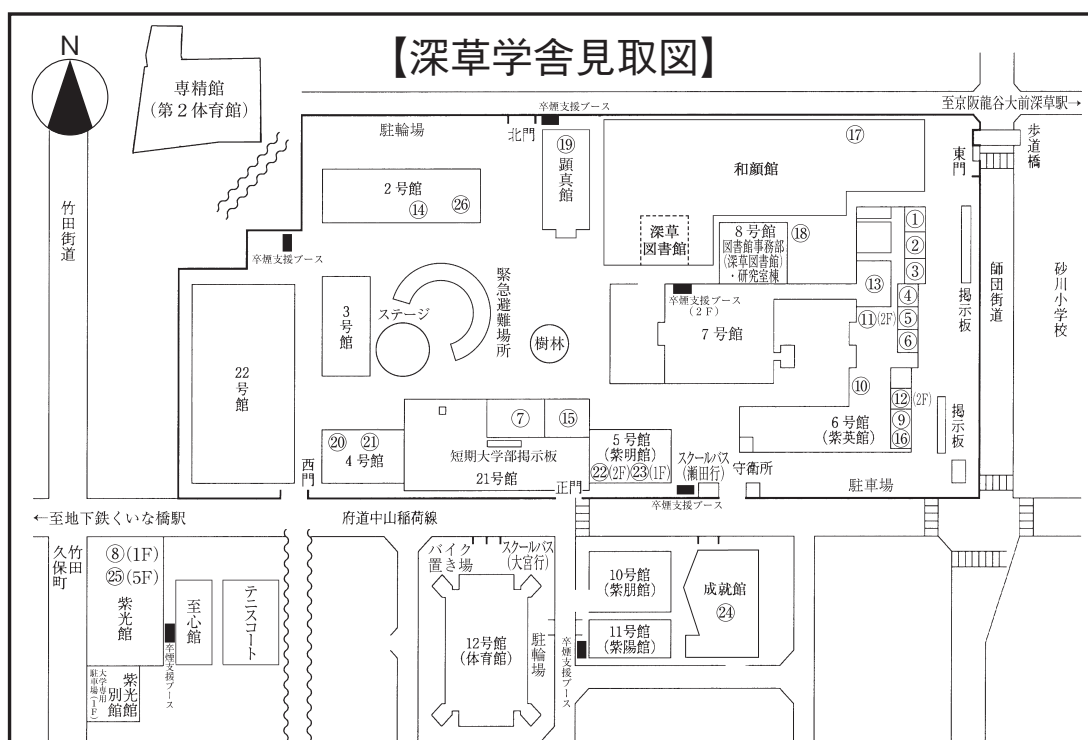 【深草学舎見取図】
N
専精館
(第2体育館)
卒煙支援ブース
至京阪龍谷大前深草駅→
駐輪場
北門
⑲
顕真館
⑰
和顔館
東門
歩道橋
竹田街道
2号館
⑭
㉖
深草
図書館
8号館
図書館事務部
(深草図書館)
・研究室棟
⑱
①
②
③
④
⑤
⑥
⑬
⑪(2F)
掲示板
師団街道
砂川小学校
卒煙支援ブース
緊急避難場所
ステージ
3号館
樹林
卒煙支援ブース
(2F)
7号館
22号館
⑩
⑫(2F)
⑨
⑯
掲示板
6号館
(紫英館)
⑦
⑮
⑳
㉑
4号館
短期大学部掲示板
21号館
5号館
(紫明館)
㉒(2F)㉓(1F)
スクールバス
(瀬田行)
守衛所
駐車場
西門
正門
卒煙支援ブース
←至地下鉄くいな橋駅
府道中山稲荷線
竹田
久保町
⑧(1F)
㉕(5F)
紫光館
至心館
テニスコート
卒煙支援ブース
紫光館
別館
大学専用
駐車場(1F)
バイク
置き場
スクールバス
(大宮行)
12号館
(体育館)
駐輪場
卒煙支援ブース
10号館
(紫朋館)
11号館
(紫陽館)
成就館
㉔